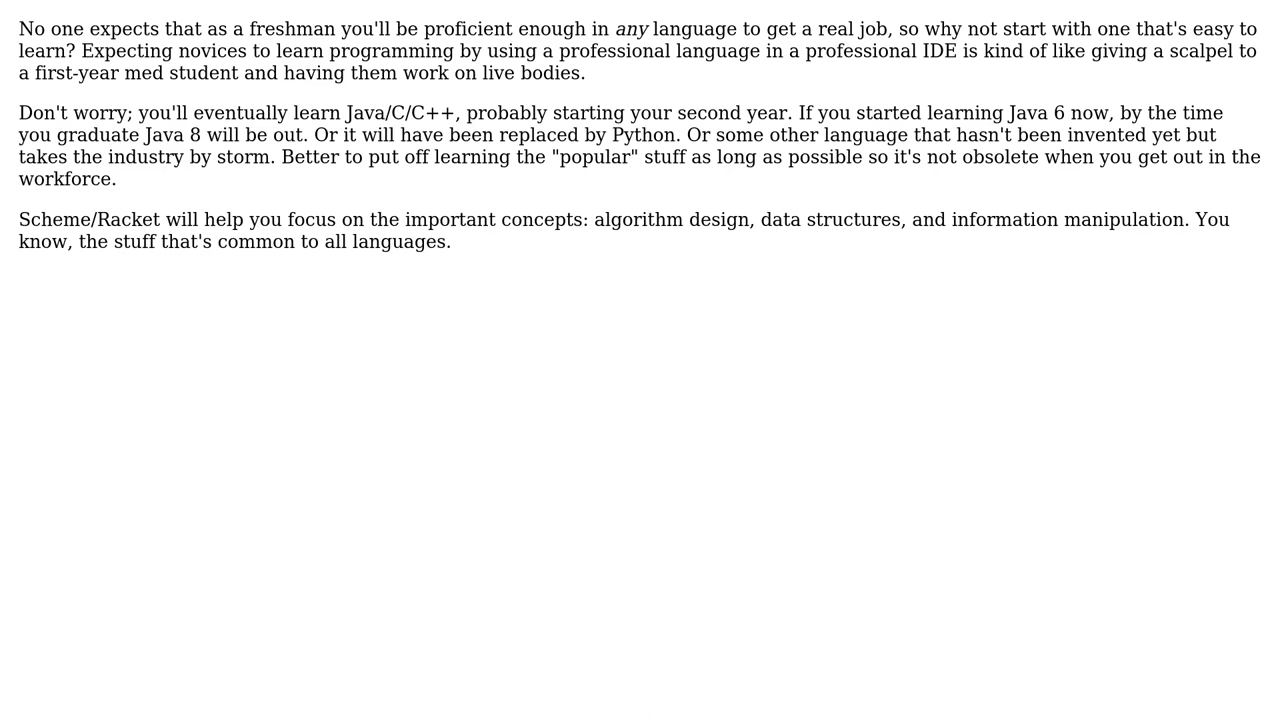 No one expects that as a freshman you'll be proficient enough in any language to get a real job, so why not start with one that's easy to
learn? Expecting novices to learn programming by using a professional language in a professional IDE is kind of like giving a scalpel to
a first-year med student and having them work on live bodies.
Don't worry; you'll eventually learn Java/C/C++, probably starting your second year. If you started learning Java 6 now, by the time
you graduate Java 8 will be out. Or it will have been replaced by Python. Or some other language that hasn't been invented yet but
takes the industry by storm. Better to put off learning the "popular" stuff as long as possible so it's not obsolete when you get out in the
workforce.
Scheme/Racket will help you focus on the important concepts: algorithm design, data structures, and information manipulation. You
know, the stuff that's common to all languages.